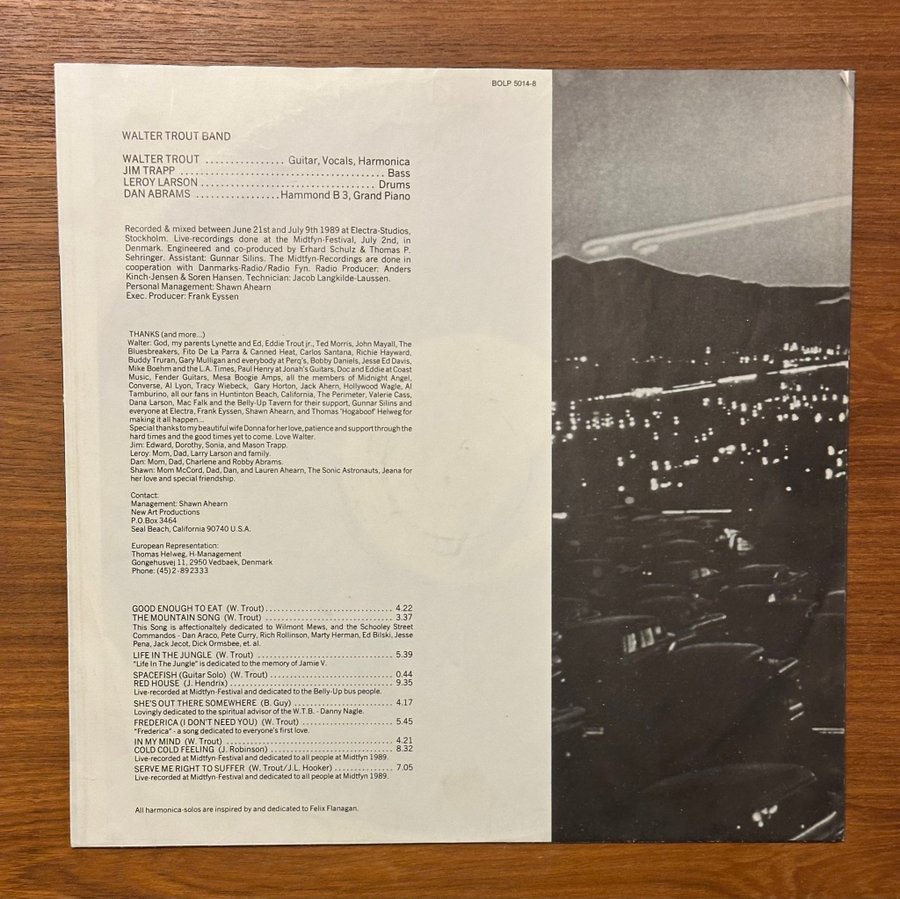 BOLP 5014-8
WALTER TROUT BAND
WALTER TROUT ............... Guitar, Vocals, Harmonica
JIM TRAPP .......................................... Bass
LEROY LARSON ................................ Drums
DAN ABRAMS ................ Hammond B 3, Grand Piano
Recorded & mixed between June 21st and July 9th 1989 at Electra-Studios,
Stockholm. Live-recordings done at the Midtfyn-Festival, July 2nd, in
Denmark. Engineered and co-produced by Erhard Schulz & Thomas P.
Sehringer. Assistant: Gunnar Silins. The Midtfyn-Recordings are done in
cooperation with Danmarks-Radio/Radio Fyn. Radio Producer: Anders
Kinch-Jensen & Soren Hansen. Technician: Jacob Langkilde-Laussen.
Personal Management: Shawn Ahearn
Exec. Producer: Frank Eyssen
THANKS (and more...)
Walter: God, my parents Lynette and Ed, Eddie Trout jr., Ted Morris, John Mayall, The
Bluesbreakers, Fito De La Parra & Canned Heat, Carlos Santana, Richie Hayward,
Buddy Truran, Gary Mulligan and everybody at Perq's, Bobby Daniels, Jesse Ed Davis,
Mike Boehm and the L.A. Times, Paul Henry at Jonah's Guitars, Doc and Eddie at Coast
Music, Fender Guitars, Mesa Boogie Amps, all the members of Midnight Angel,
Converse, Al Lyon, Tracy Wiebeck, Gary Horton, Jack Ahern, Hollywood Wagle, Al
Tamburino, all our fans in Huntinton Beach, California, The Perimeter, Valerie Cass,
Dana Larson, Mac Falk and the Belly-Up Tavern for their support, Gunnar Silins and
everyone at Electra, Frank Eyssen, Shawn Ahearn, and Thomas 'Hogaboof' Helweg for
making it all happen...
Special thanks to my beautiful wife Donna for her love, patience and support through the
hard times and the good times yet to come. Love Walter.
Jim: Edward, Dorothy, Sonia, and Mason Trapp.
Leroy: Mom, Dad, Larry Larson and family.
Dan: Mom, Dad, Charlene and Robby Abrams.
Shawn: Mom McCord, Dad, Dan, and Lauren Ahearn, The Sonic Astronauts, Jeana for
her love and special friendship.
Contact:
Management: Shawn Ahearn
New Art Productions
P.O.Box 3464
Seal Beach, California 90740 U.S.A.
European Representation:
Thomas Helweg, H-Management
Gongehusvej 11, 2950 Vedbaek, Denmark
Phone: (45) 2-892333
GOOD ENOUGH TO EAT (W. Trout) ................................ 4.22
THE MOUNTAIN SONG (W. Trout) ................................ 3.37
This Song is affectionaltely dedicated to Wilmont Mews, and the Schooley Street
Commandos - Dan Araco, Pete Curry, Rich Rollinson, Marty Herman, Ed Bilski, Jesse
Pena, Jack Jecot, Dick Ormsbee, et. al.
LIFE IN THE JUNGLE (W. Trout) ................................ 5.39
"Life In The Jungle" is dedicated to the memory of Jamie V.
SPACEFISH (Guitar Solo) (W. Trout) ................................ 0.44
RED HOUSE (J. Hendrix) ................................ 9.35
Live-recorded at Midtfyn-Festival and dedicated to the Belly-Up bus people.
SHE'S OUT THERE SOMEWHERE (B. Guy) ................................ 4.17
Lovingly dedicated to the spiritual advisor of the W.T.B. - Danny Nagle.
FREDERICA (I DON'T NEED YOU) (W. Trout) ................................ 5.45
"Frederica" - a song dedicated to everyone's first love.
IN MY MIND (W. Trout) ................................ 4.21
COLD COLD FEELING (J. Robinson) ................................ 8.32
Live-recorded at Midtfyn-Festival and dedicated to all people at Midtfyn 1989.
SERVE ME RIGHT TO SUFFER (W. Trout/J.L. Hooker) ................................ 7.05
Live-recorded at Midtfyn-Festival and dedicated to all people at Midtfyn 1989.
All harmonica-solos are inspired by and dedicated to Felix Flanagan.